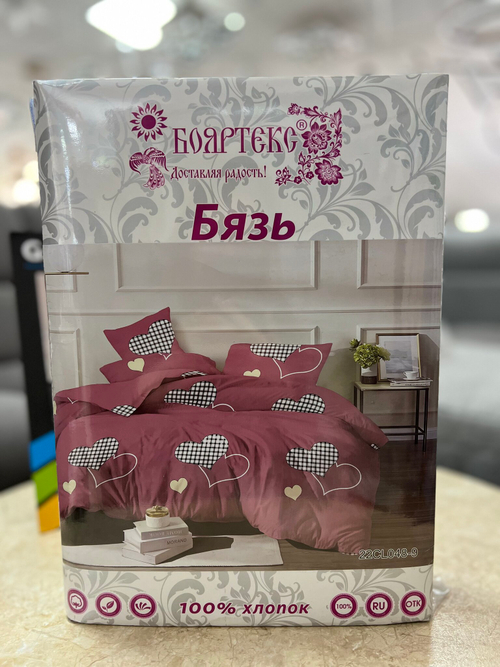 БОЯРТЕКС®
Доставляя радость!
Бязь
22CL048-9
100% хлопок
100%
RU
ОТК